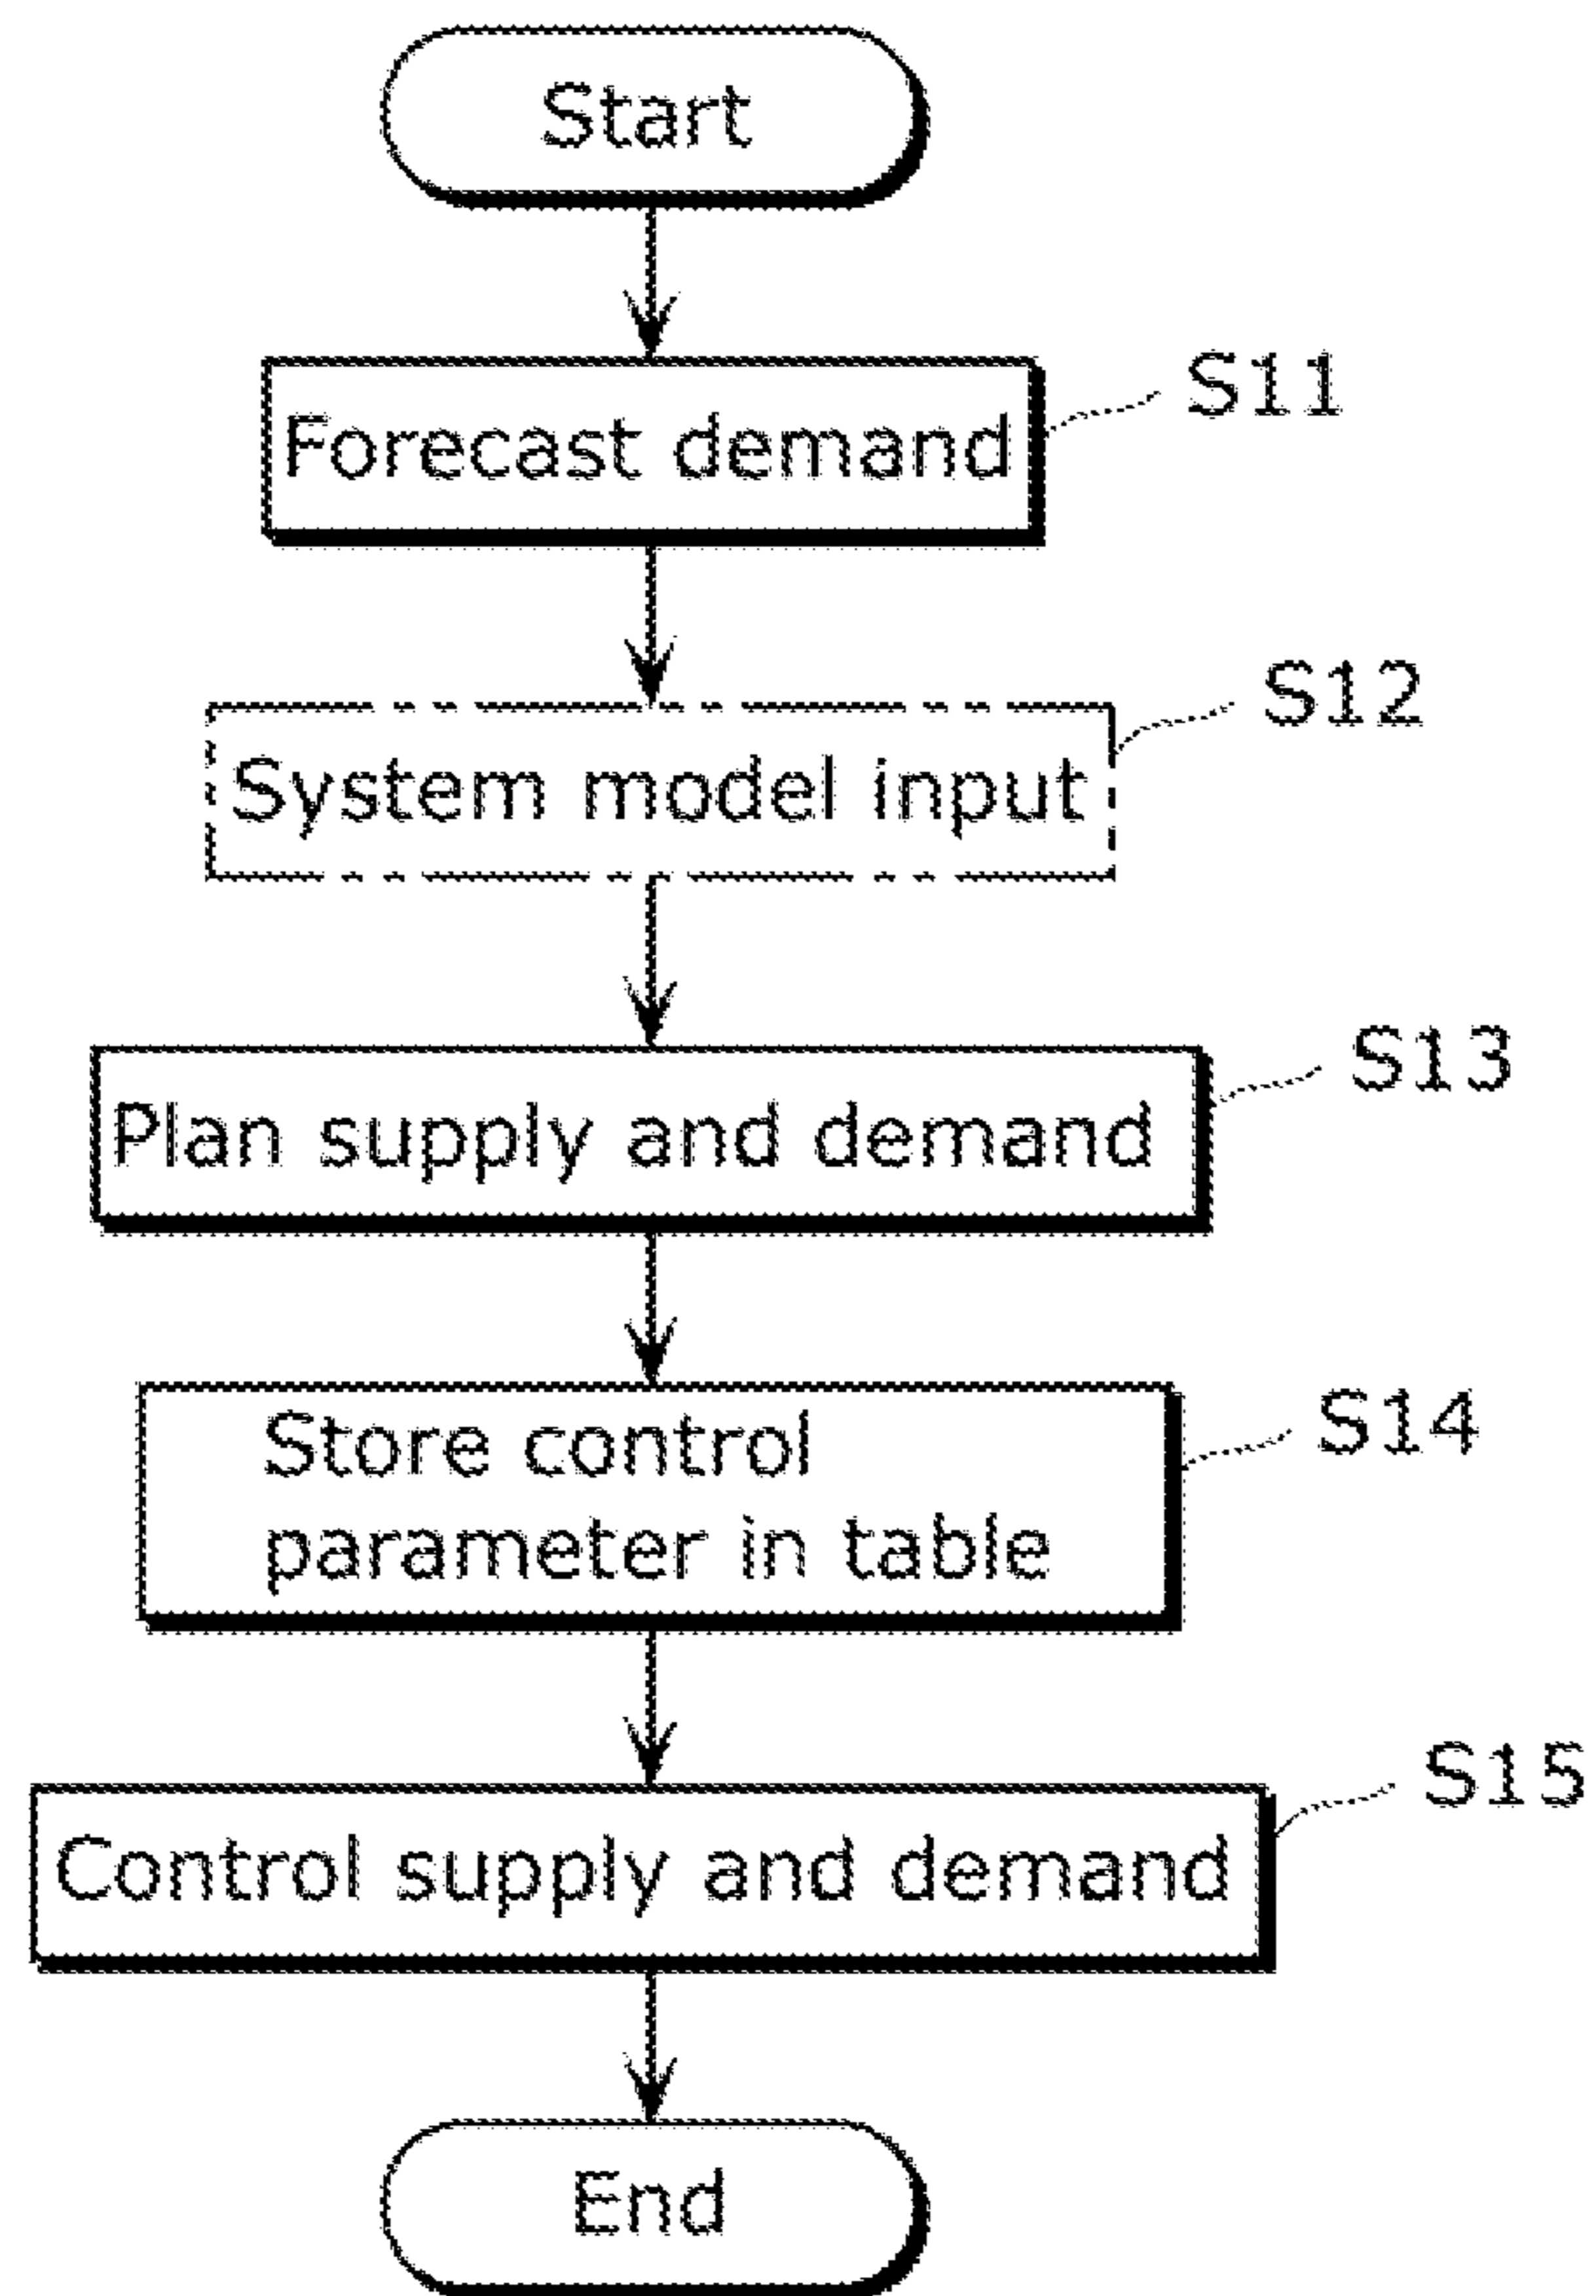 Start
Forecast demand
S11
System model input
S12
Plan supply and demand
S13
Store control
parameter in table
S14
Control supply and demand
S15
End